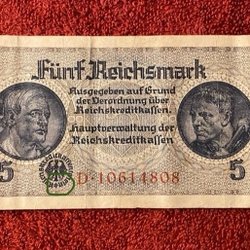 Fünf Reichsmark
Ausgegeben auf Grund
der Verordnung über
Reichskreditkassen.
Hauptverwaltung der
Reichskreditkassen
5 5
D·10614808